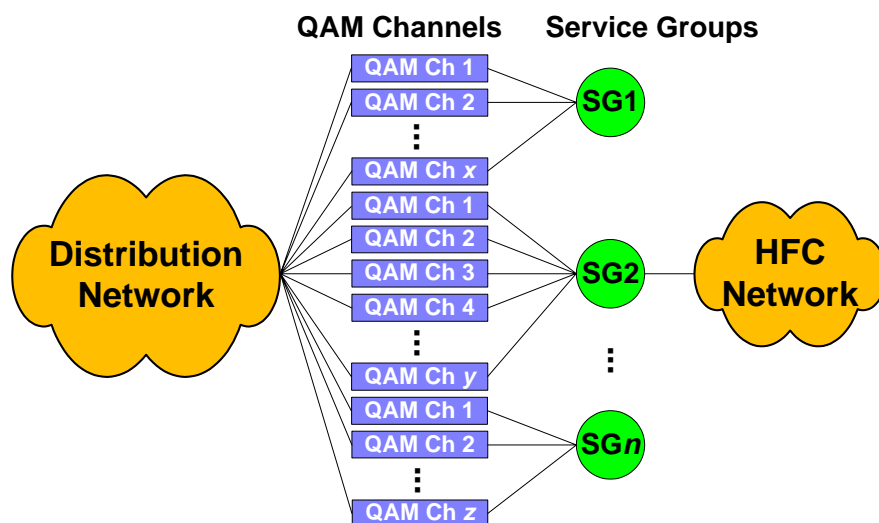 QAM Channels
Service Groups
QAM Ch 1
QAM Ch 2
QAM Ch x
QAM Ch 1
QAM Ch 2
QAM Ch 3
QAM Ch 4
QAM Ch y
QAM Ch 1
QAM Ch 2
QAM Ch z
Distribution
Network
SG1
SG2
SGn
HFC
Network